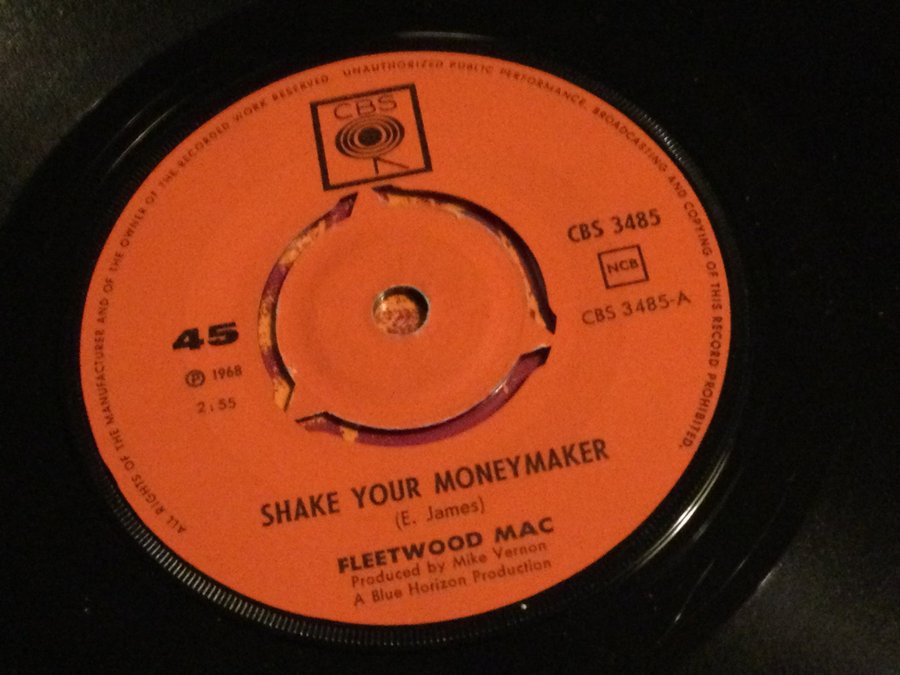 ALL RIGHTS OF THE MANUFACTURER AND OF THE OWNER OF THE RECORDED WORK RESERVED. UNAUTHORIZED PUBLIC PERFORMANCE, BROADCASTING AND COPYING OF THIS RECORD PROHIBITED.
CBS
CBS 3485
NCB
CBS 3485-A
45
Ⓟ 1968
2:55
SHAKE YOUR MONEYMAKER
(E. James)
FLEETWOOD MAC
Produced by Mike Vernon
A Blue Horizon Production